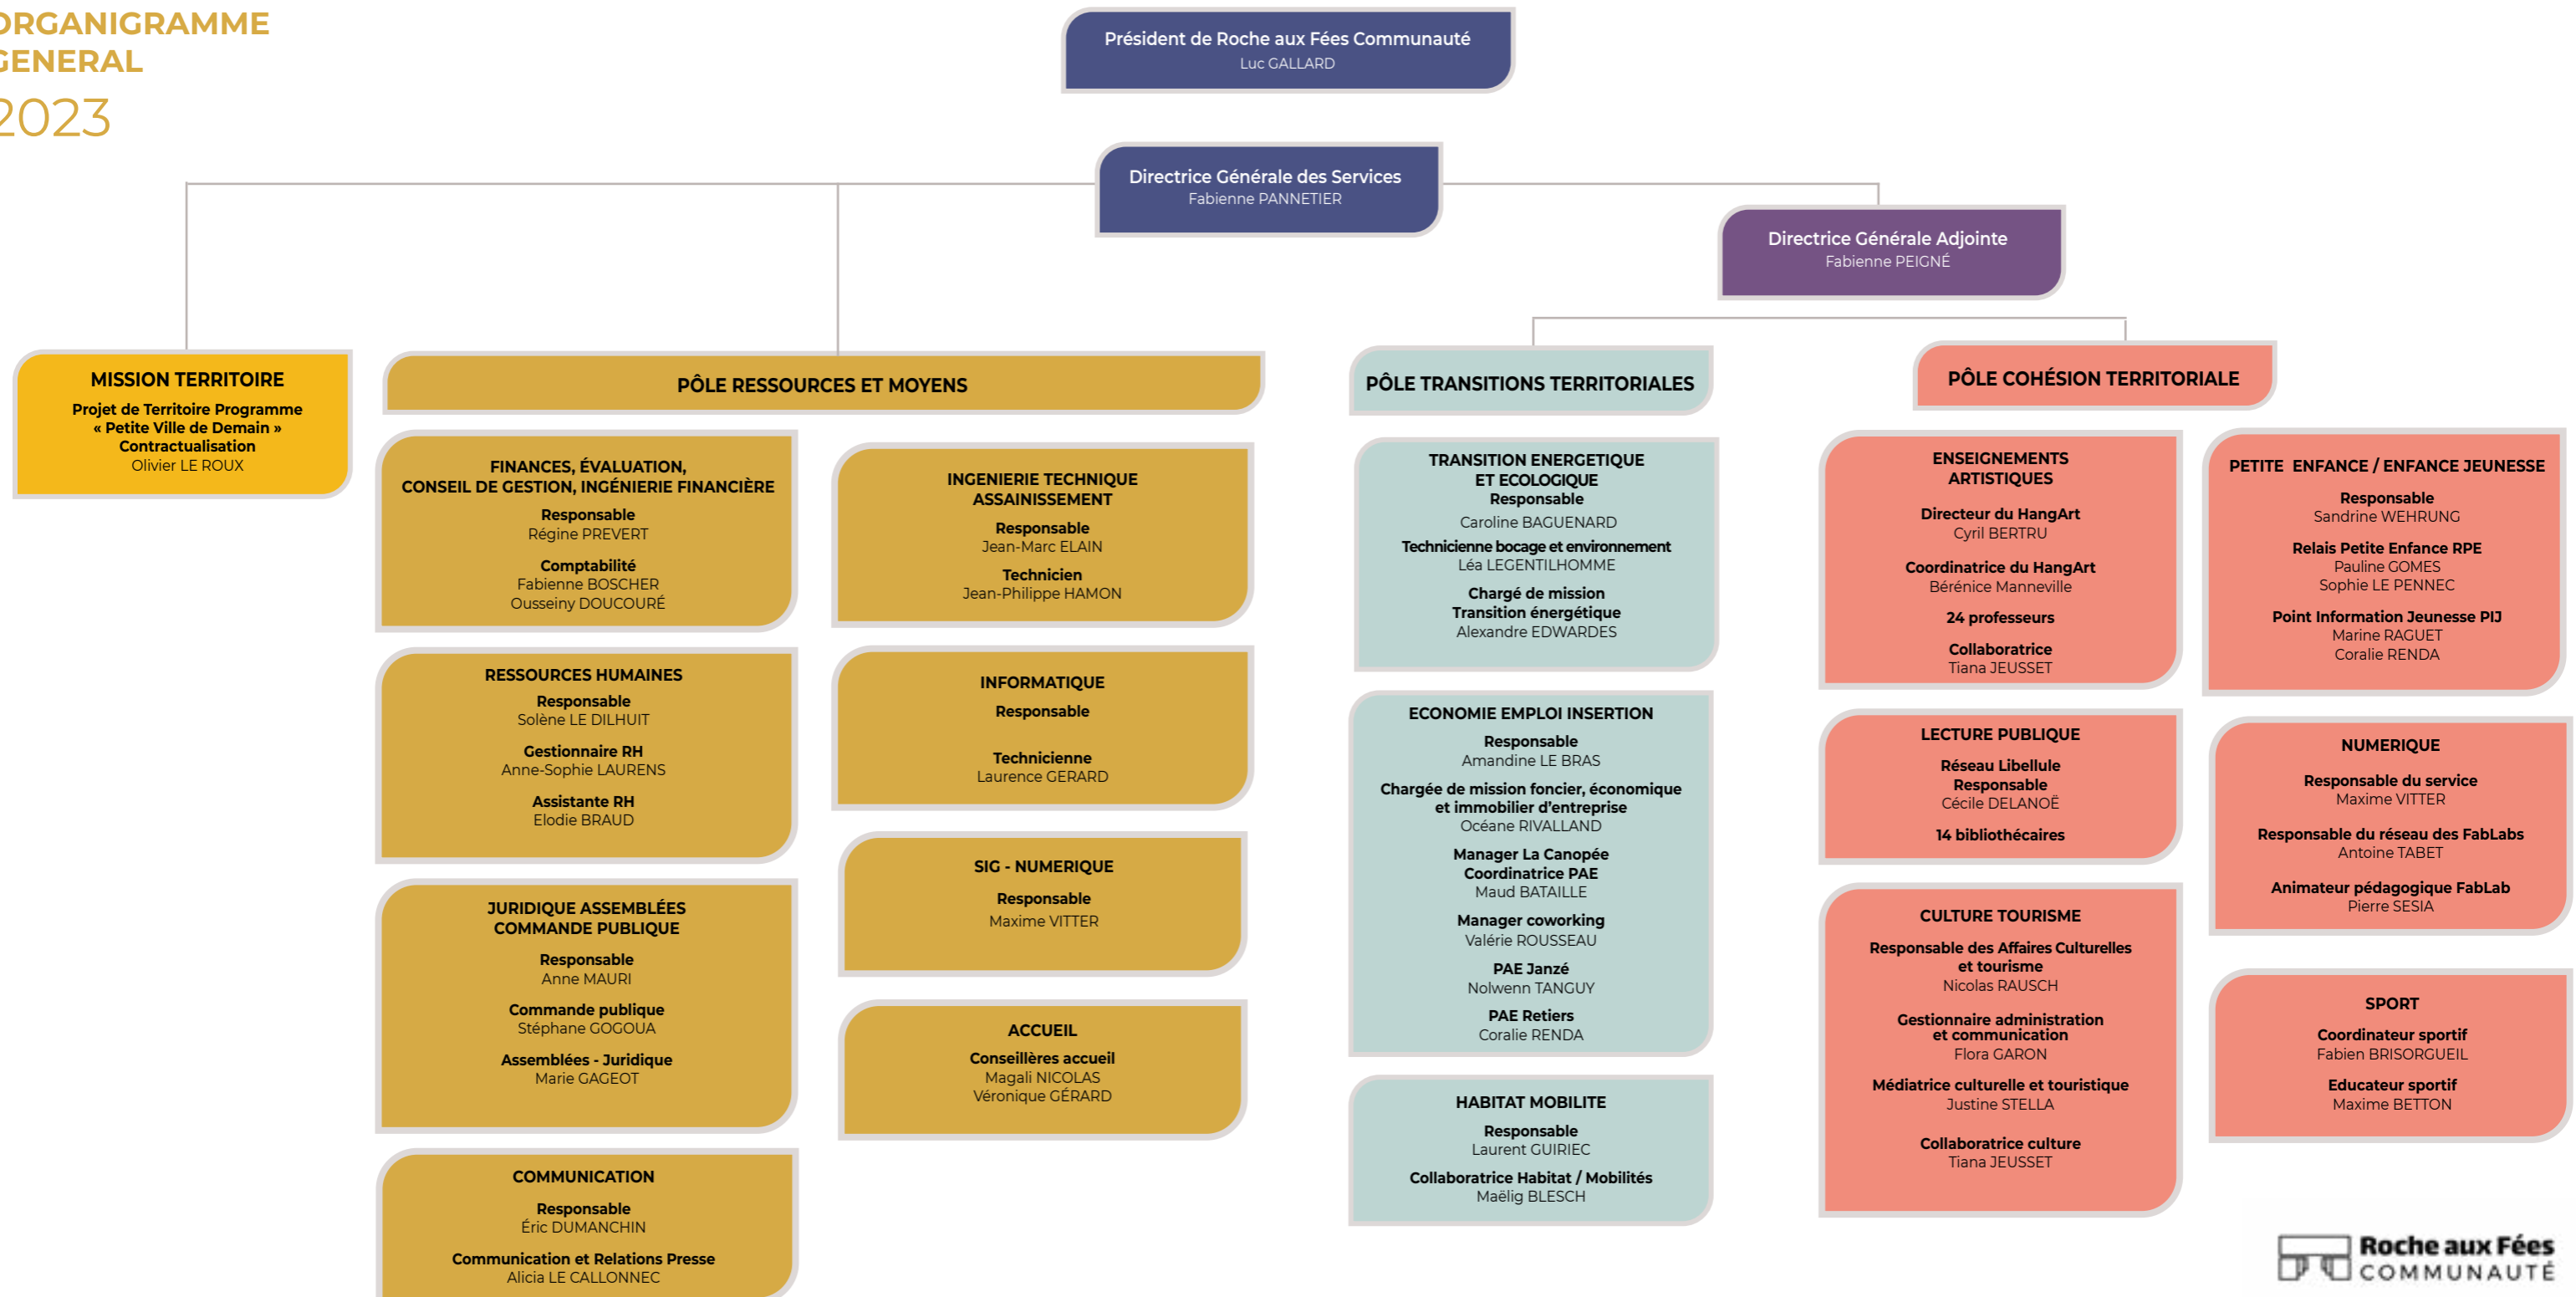 ORGANIGRAMME
GENERAL
2023
Président de Roche aux Fées Communauté
Luc GALLARD
Directrice Générale des Services
Fabienne PANNETIER
Directrice Générale Adjointe
Fabienne PEIGNÉ
MISSION TERRITOIRE
Projet de Territoire Programme
« Petite Ville de Demain »
Contractualisation
Olivier LE ROUX
PÔLE RESSOURCES ET MOYENS
FINANCES, ÉVALUATION,
CONSEIL DE GESTION, INGÉNIERIE FINANCIÈRE
Responsable
Régine PREVERT
Comptabilité
Fabienne BOSCHER
Ousseiny DOUCOURÉ
RESSOURCES HUMAINES
Responsable
Solène LE DILHUIT
Gestionnaire RH
Anne-Sophie LAURENS
Assistante RH
Elodie BRAUD
JURIDIQUE ASSEMBLÉES
COMMANDE PUBLIQUE
Responsable
Anne MAURI
Commande publique
Stéphane GOGOUA
Assemblées - Juridique
Marie GAGEOT
COMMUNICATION
Responsable
Éric DUMANCHIN
Communication et Relations Presse
Alicia LE CALLONNEC
INGENIERIE TECHNIQUE
ASSAINISSEMENT
Responsable
Jean-Marc ELAIN
Technicien
Jean-Philippe HAMON
INFORMATIQUE
Responsable
Technicienne
Laurence GERARD
SIG - NUMERIQUE
Responsable
Maxime VITTER
ACCUEIL
Conseillères accueil
Magali NICOLAS
Véronique GÉRARD
PÔLE TRANSITIONS TERRITORIALES
TRANSITION ENERGETIQUE
ET ECOLOGIQUE
Responsable
Caroline BAGUENARD
Technicienne bocage et environnement
Léa LEGENTILHOMME
Chargé de mission
Transition énergétique
Alexandre EDWARDES
ECONOMIE EMPLOI INSERTION
Responsable
Amandine LE BRAS
Chargée de mission foncier, économique
et immobilier d'entreprise
Océane RIVALLAND
Manager La Canopée
Coordinatrice PAE
Maud BATAILLE
Manager coworking
Valérie ROUSSEAU
PAE Janzé
Nolwenn TANGUY
PAE Retiers
Coralie RENDA
HABITAT MOBILITE
Responsable
Laurent GUIRIEC
Collaboratrice Habitat / Mobilités
Maëlig BLESCH
PÔLE COHÉSION TERRITORIALE
ENSEIGNEMENTS
ARTISTIQUES
Directeur du HangArt
Cyril BERTRU
Coordinatrice du HangArt
Bérénice Manneville
24 professeurs
Collaboratrice
Tiana JEUSSET
LECTURE PUBLIQUE
Réseau Libellule
Responsable
Cécile DELANOË
14 bibliothécaires
CULTURE TOURISME
Responsable des Affaires Culturelles
et tourisme
Nicolas RAUSCH
Gestionnaire administration
et communication
Flora GARON
Médiatrice culturelle et touristique
Justine STELLA
Collaboratrice culture
Tiana JEUSSET
PETITE ENFANCE / ENFANCE JEUNESSE
Responsable
Sandrine WEHRUNG
Relais Petite Enfance RPE
Pauline GOMES
Sophie LE PENNEC
Point Information Jeunesse PIJ
Marine RAGUET
Coralie RENDA
NUMERIQUE
Responsable du service
Maxime VITTER
Responsable du réseau des FabLabs
Antoine TABET
Animateur pédagogique FabLab
Pierre SESIA
SPORT
Coordinateur sportif
Fabien BRISORGUEIL
Educateur sportif
Maxime BETTON
Roche aux Fées
COMMUNAUTÉ